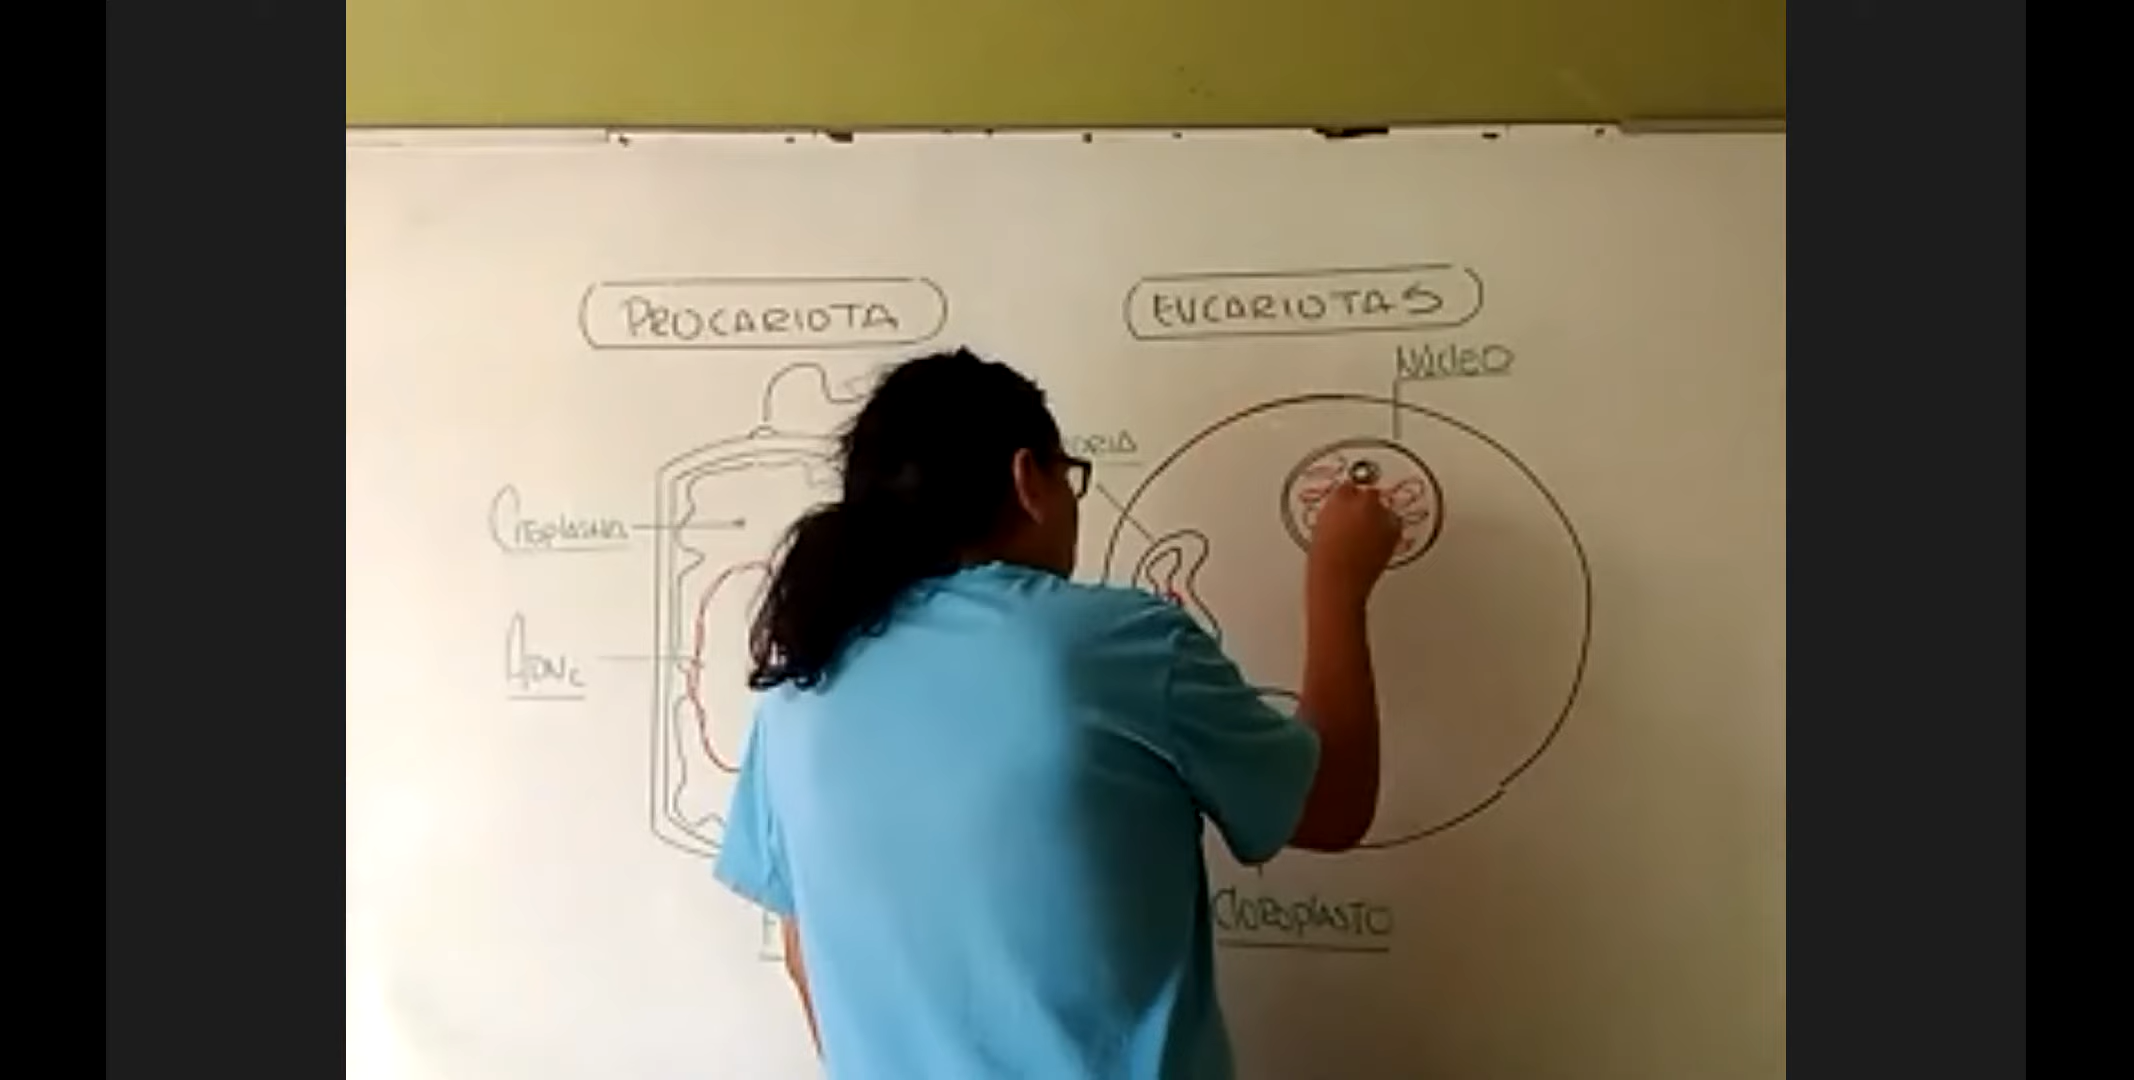 PROCARIOTA
EUCARIOTAS
NÚCLEO
CITOPLASMA
ADNc
CLOROPLASTO